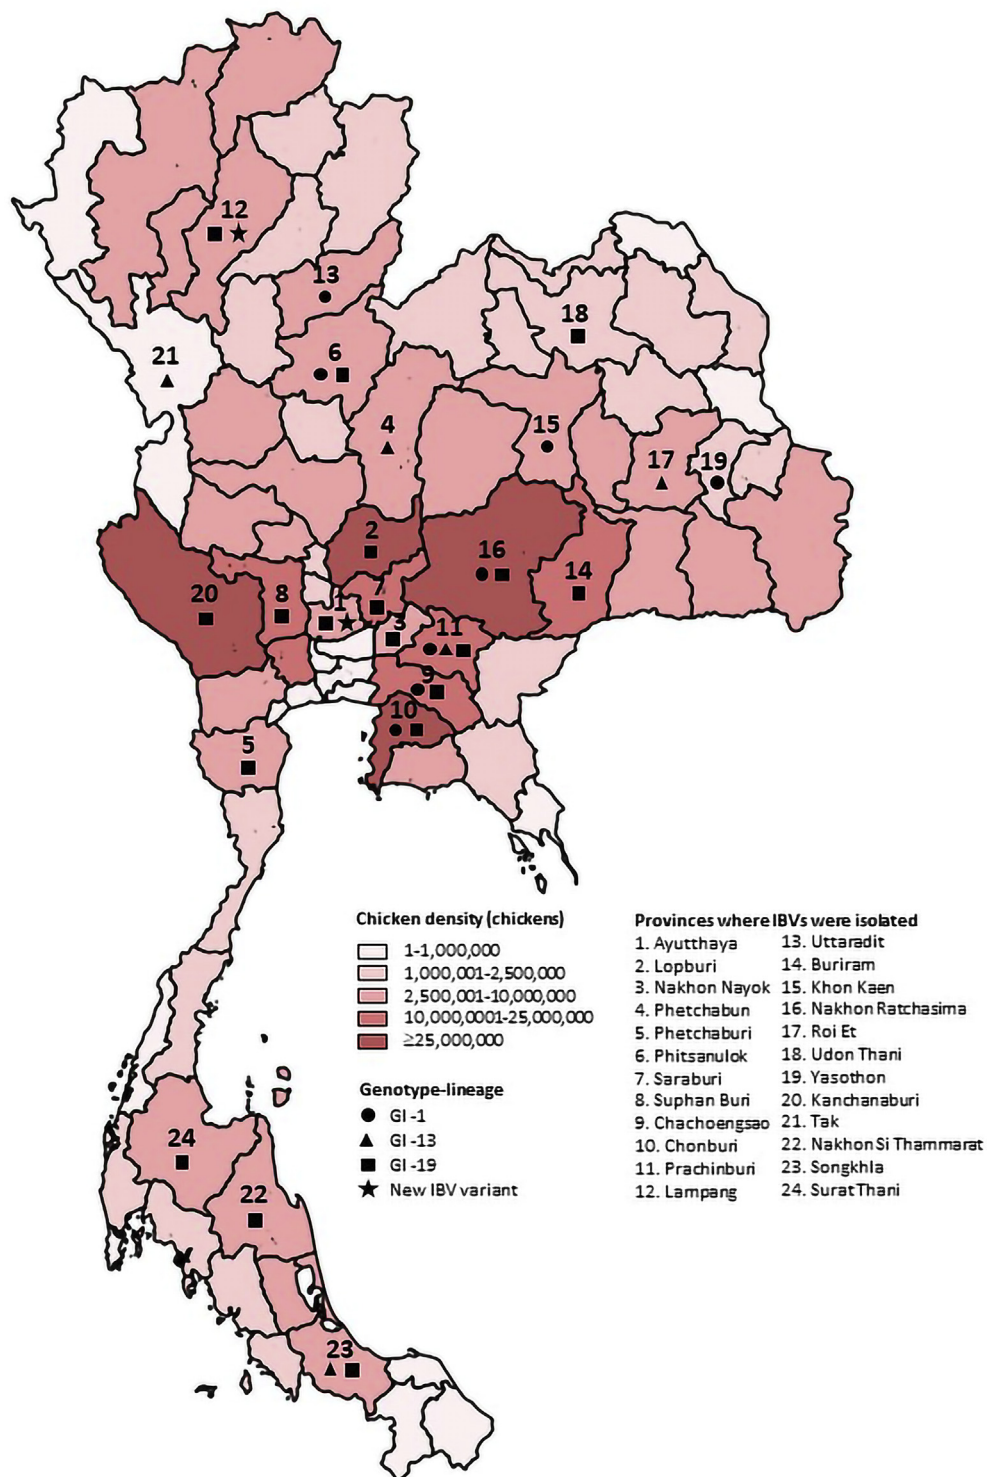 12
13
18
21
6
4
15
17
19
2
16
20
8
7
14
1
3
11
9
10
5
Chicken density (chickens)
1-1,000,000
1,000,001-2,500,000
2,500,001-10,000,000
10,000,0001-25,000,000
≥25,000,000
Genotype-lineage
GI -1
GI -13
GI -19
New IBV variant
Provinces where IBVs were isolated
1. Ayutthaya
2. Lopburi
3. Nakhon Nayok
4. Phetchabun
5. Phetchaburi
6. Phitsanulok
7. Saraburi
8. Suphan Buri
9. Chachoengsao
10. Chonburi
11. Prachinburi
12. Lampang
13. Uttaradit
14. Buriram
15. Khon Kaen
16. Nakhon Ratchasima
17. Roi Et
18. Udon Thani
19. Yasothon
20. Kanchanaburi
21. Tak
22. Nakhon Si Thammarat
23. Songkhla
24. Surat Thani
24
22
23